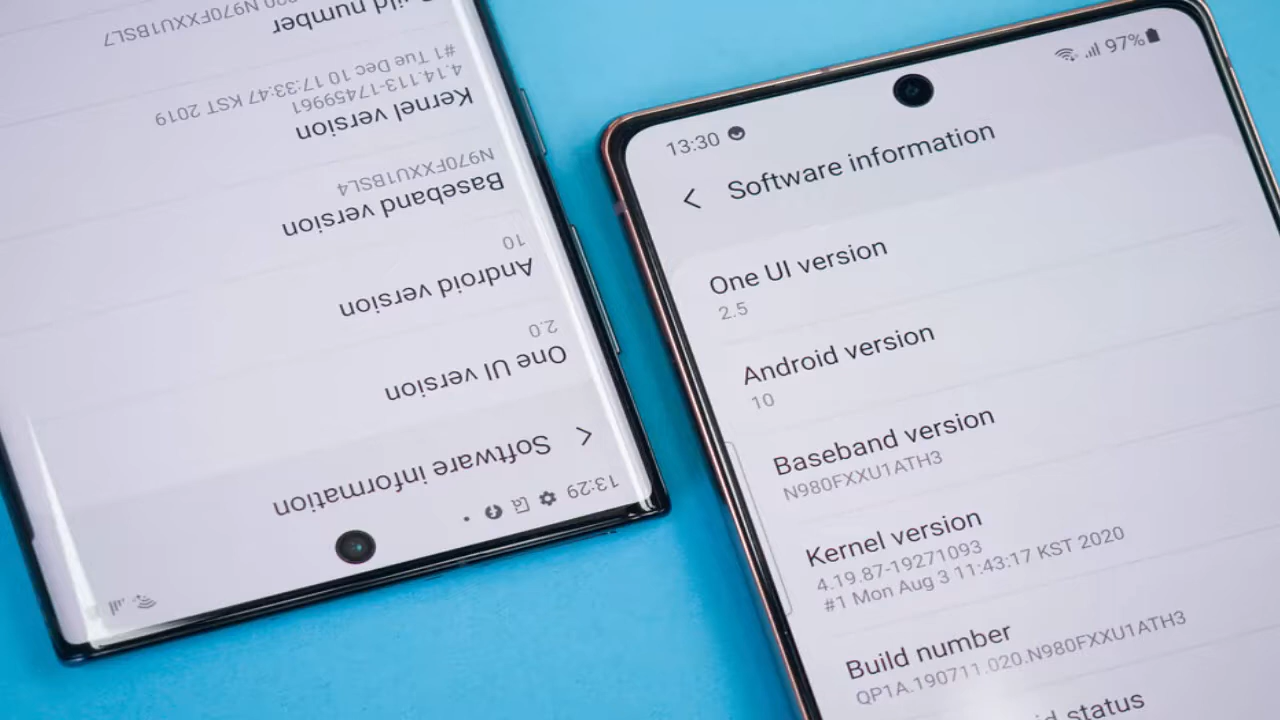 13:29
Software information
One UI version
2.0
Android version
10
Baseband version
N970FXXU1BSL4
Kernel version
4.14.113-17459961
#1 Tue Dec 10 17:33:47 KST 2019
number
N970FXXU1BSL7
13:30
97%
Software information
One UI version
2.5
Android version
10
Baseband version
N980FXXU1ATH3
Kernel version
4.19.87-19271093
#1 Mon Aug 3 11:43:17 KST 2020
Build number
QP1A.190711.020.N980FXXU1ATH3
status